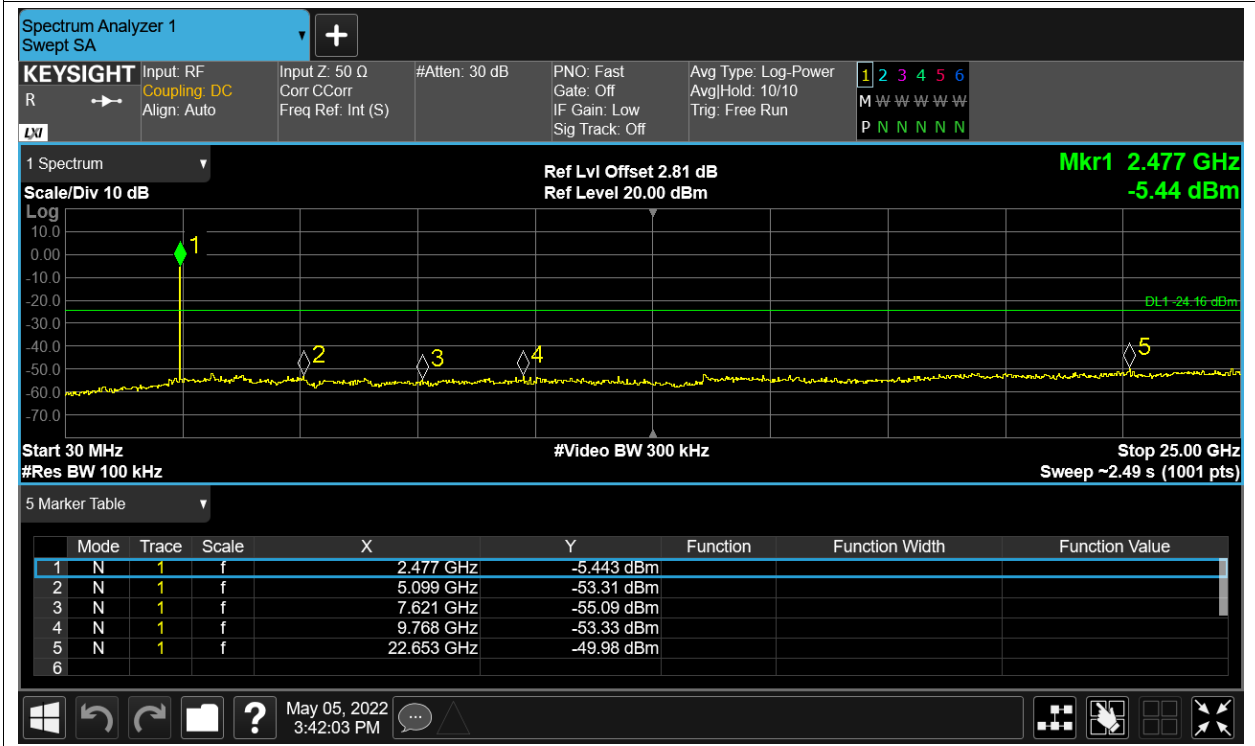 Spectrum Analyzer 1
Swept SA
+
KEYSIGHT Input: RF Input Z: 50 Ω #Atten: 30 dB PNO: Fast Avg Type: Log-Power 1 2 3 4 5 6
R Coupling: DC Corr CCorr Gate: Off Avg|Hold: 10/10 M W W W W W
Align: Auto Freq Ref: Int (S) IF Gain: Low Trig: Free Run
LXI Sig Track: Off P N N N N N
1 Spectrum Ref Lvl Offset 2.81 dB Mkr1 2.477 GHz
Scale/Div 10 dB Ref Level 20.00 dBm -5.44 dBm
Log
10.0
0.00
-10.0
-20.0
-30.0
-40.0
-50.0
-60.0
-70.0
1
DL1 -24.16 dBm
2
3
4
5
Start 30 MHz #Video BW 300 kHz Stop 25.00 GHz
#Res BW 100 kHz Sweep ~2.49 s (1001 pts)
5 Marker Table
Mode Trace Scale X Y Function Function Width Function Value
1 N 1 f 2.477 GHz -5.443 dBm
2 N 1 f 5.099 GHz -53.31 dBm
3 N 1 f 7.621 GHz -55.09 dBm
4 N 1 f 9.768 GHz -53.33 dBm
5 N 1 f 22.653 GHz -49.98 dBm
6
? May 05, 2022
3:42:03 PM